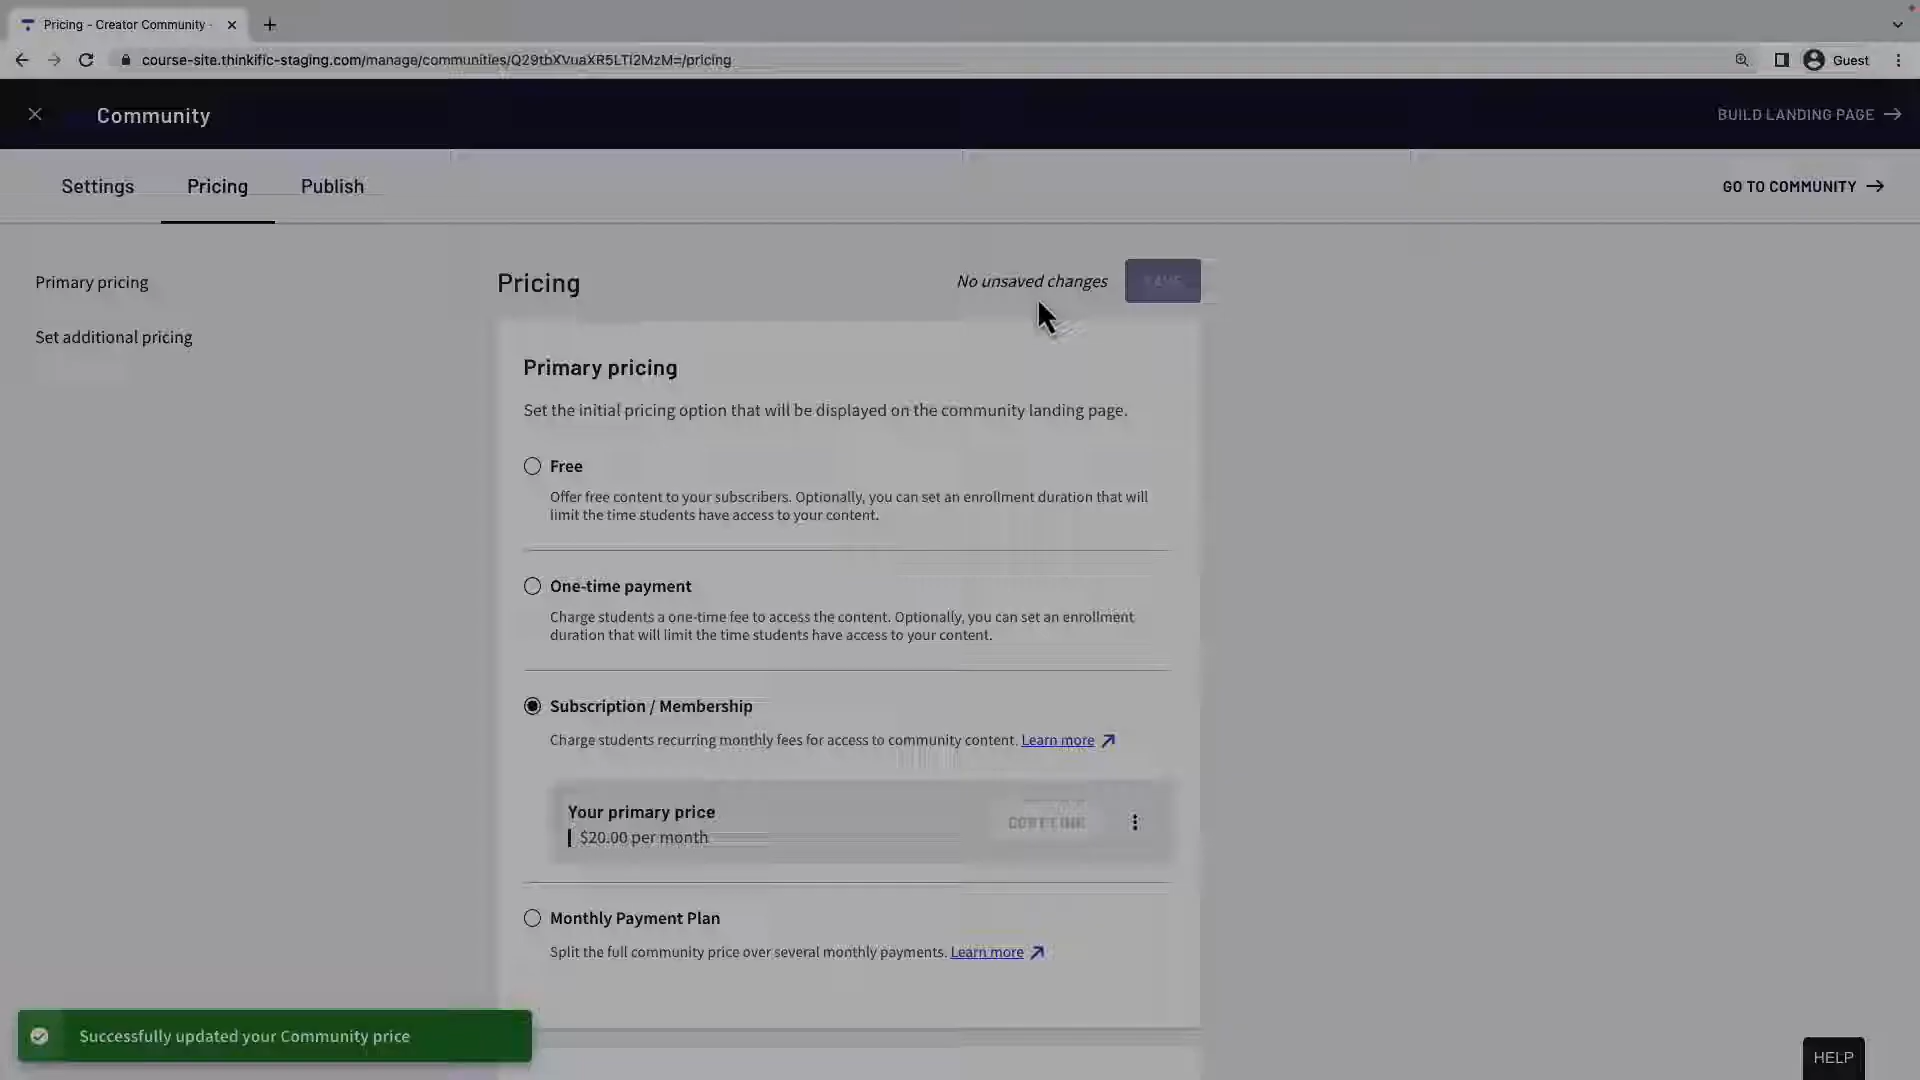 Pricing - Creator Community -
course-site.thinkific-staging.com/manage/communities/Q29tbXVuaXR5LTI2MzM=/pricing
Guest
Community
BUILD LANDING PAGE
Settings
Pricing
Publish
GO TO COMMUNITY
Primary pricing
Set additional pricing
Pricing
No unsaved changes
SAVE
Primary pricing
Set the initial pricing option that will be displayed on the community landing page.
Free
Offer free content to your subscribers. Optionally, you can set an enrollment duration that will
limit the time students have access to your content.
One-time payment
Charge students a one-time fee to access the content. Optionally, you can set an enrollment
duration that will limit the time students have access to your content.
Subscription / Membership
Charge students recurring monthly fees for access to community content. Learn more
Your primary price
$20.00 per month
COPY LINK
Monthly Payment Plan
Split the full community price over several monthly payments. Learn more
Successfully updated your Community price
HELP